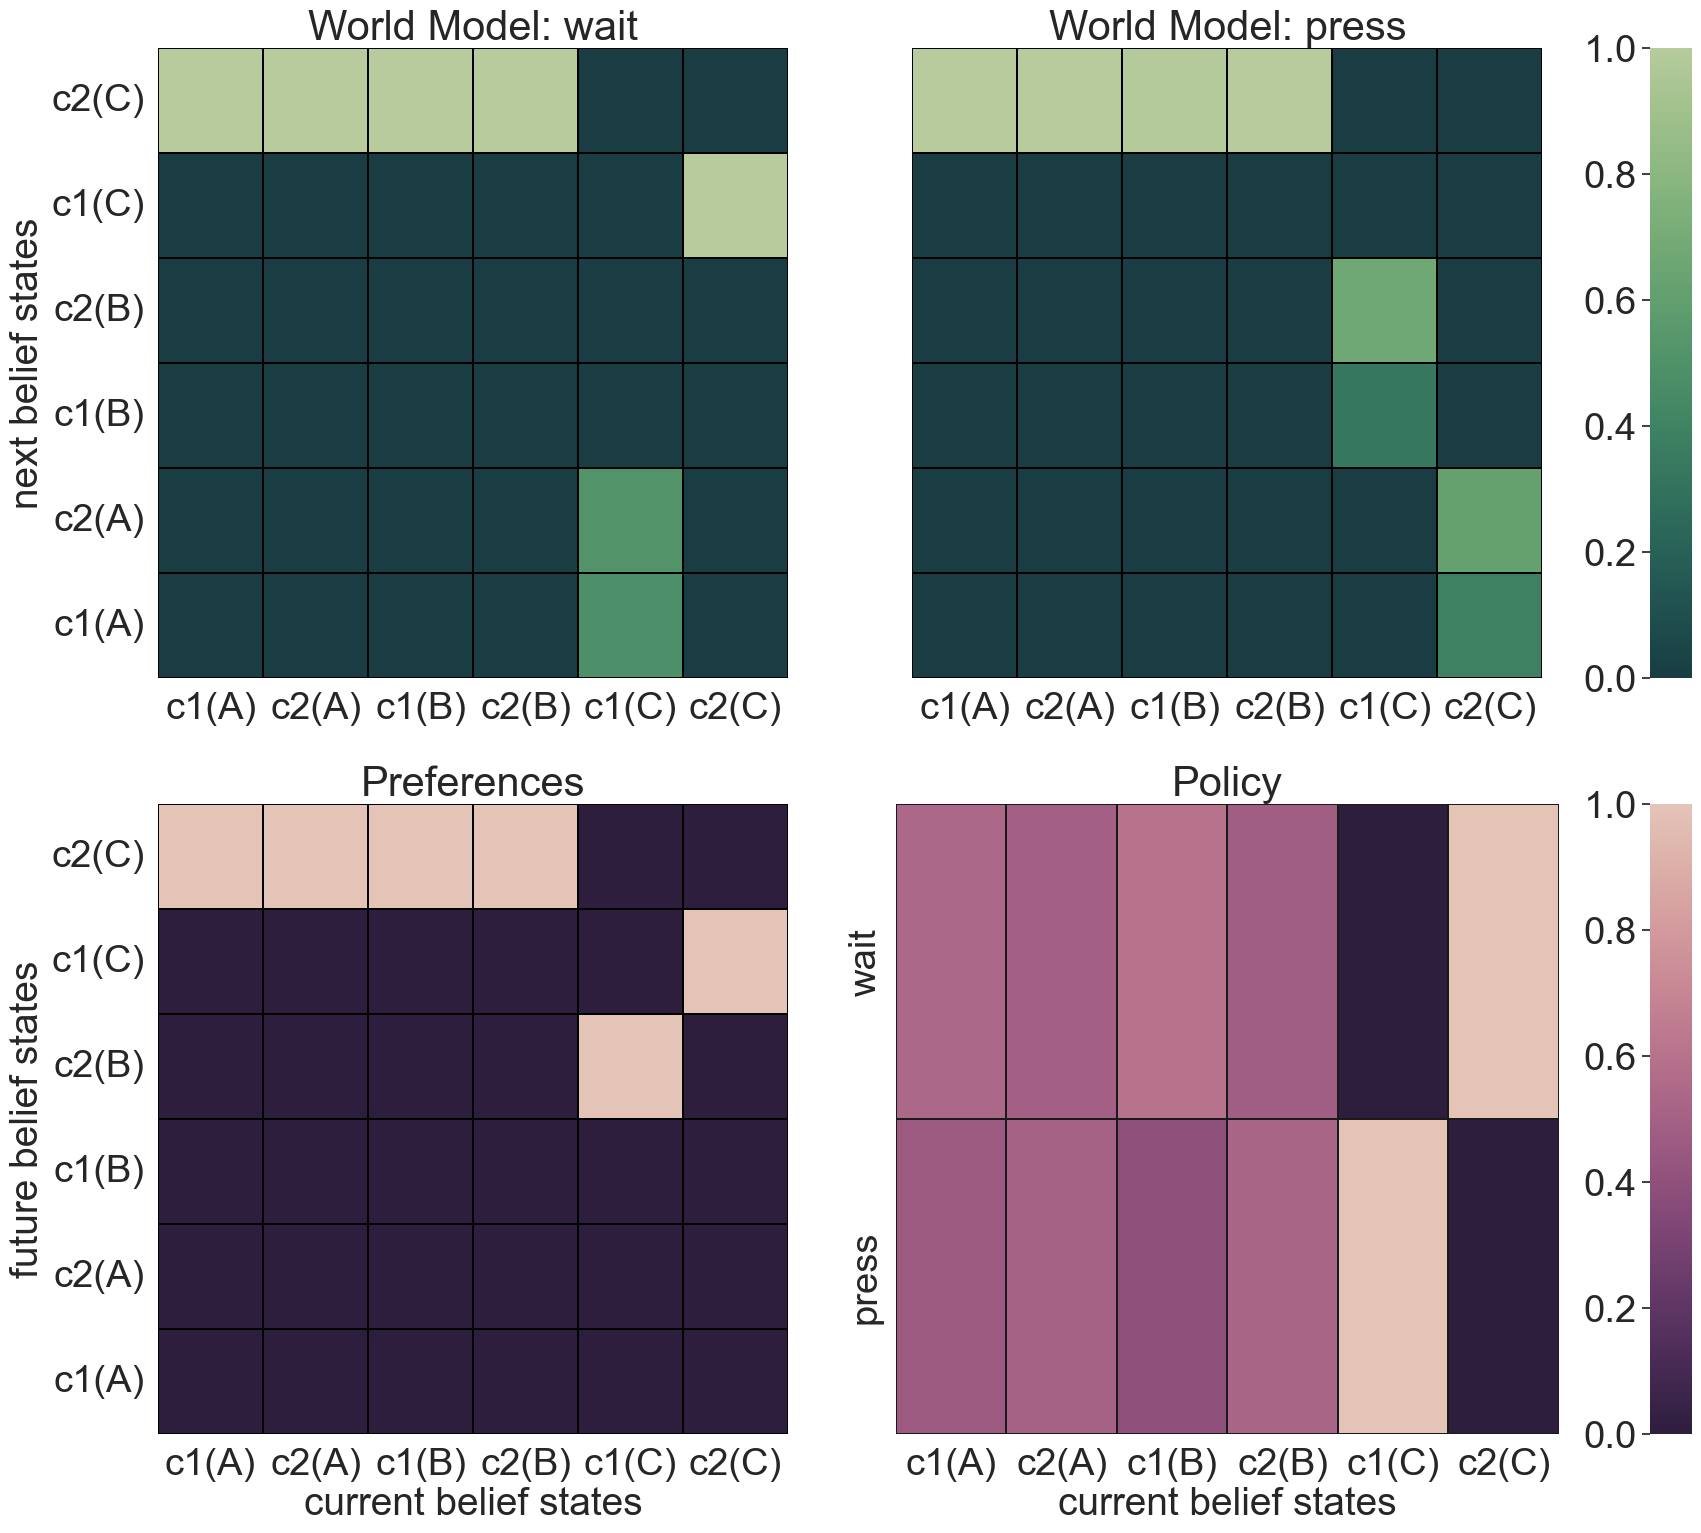 World Model: wait
World Model: press
next belief states
c2(C)
c1(C)
c2(B)
c1(B)
c2(A)
c1(A)
c1(A) c2(A) c1(B) c2(B) c1(C) c2(C)
c1(A) c2(A) c1(B) c2(B) c1(C) c2(C)
1.0
0.8
0.6
0.4
0.2
0.0
Preferences
Policy
future belief states
c2(C)
c1(C)
c2(B)
c1(B)
c2(A)
c1(A)
c1(A) c2(A) c1(B) c2(B) c1(C) c2(C)
current belief states
wait
press
c1(A) c2(A) c1(B) c2(B) c1(C) c2(C)
current belief states
1.0
0.8
0.6
0.4
0.2
0.0